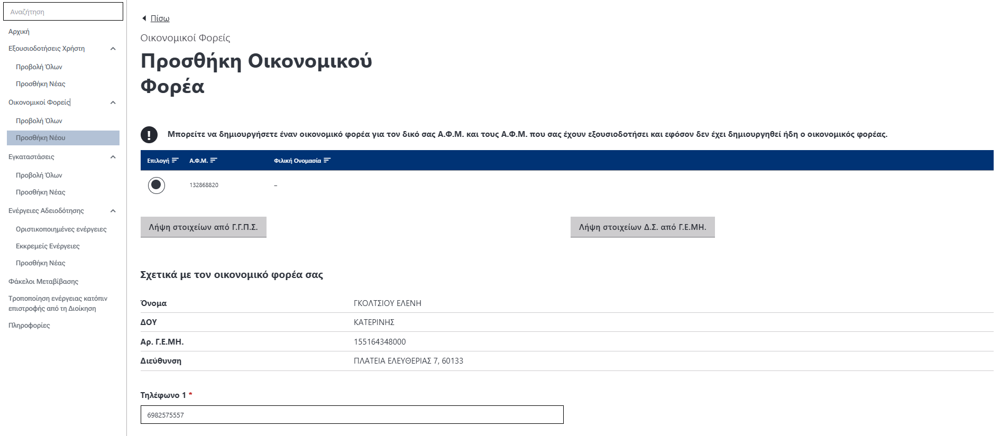 Αναζήτηση
Αρχική
Εξουσιοδοτήσεις Χρήστη
Προβολή Όλων
Προσθήκη Νέας
Οικονομικοί Φορείς
Προβολή Όλων
Προσθήκη Νέου
Εγκαταστάσεις
Προβολή Όλων
Προσθήκη Νέας
Ενέργειες Αδειοδότησης
Οριστικοποιημένες ενέργειες
Εκκρεμείς Ενέργειες
Προσθήκη Νέας
Φάκελοι Μεταβίβασης
Τροποποίηση ενέργειας κατόπιν
επιστροφής από τη Διοίκηση
Πληροφορίες
Πίσω
Οικονομικοί Φορείς
Προσθήκη Οικονομικού
Φορέα
Μπορείτε να δημιουργήσετε έναν οικονομικό φορέα για τον δικό σας Α.Φ.Μ. και τους Α.Φ.Μ. που σας έχουν εξουσιοδοτήσει και εφόσον δεν έχει δημιουργηθεί ήδη ο οικονομικός φορέας.
Επιλογή Α.Φ.Μ. Φιλική Ονομασία
132868820 –
Λήψη στοιχείων από Γ.Γ.Π.Σ. Λήψη στοιχείων Δ.Σ. από Γ.Ε.ΜΗ.
Σχετικά με τον οικονομικό φορέα σας
Όνομα ΓΚΟΛΤΣΙΟΥ ΕΛΕΝΗ
ΔΟΥ ΚΑΤΕΡΙΝΗΣ
Αρ. Γ.Ε.ΜΗ. 155164348000
Διεύθυνση ΠΛΑΤΕΙΑ ΕΛΕΥΘΕΡΙΑΣ 7, 60133
Τηλέφωνο 1 *
6982575557